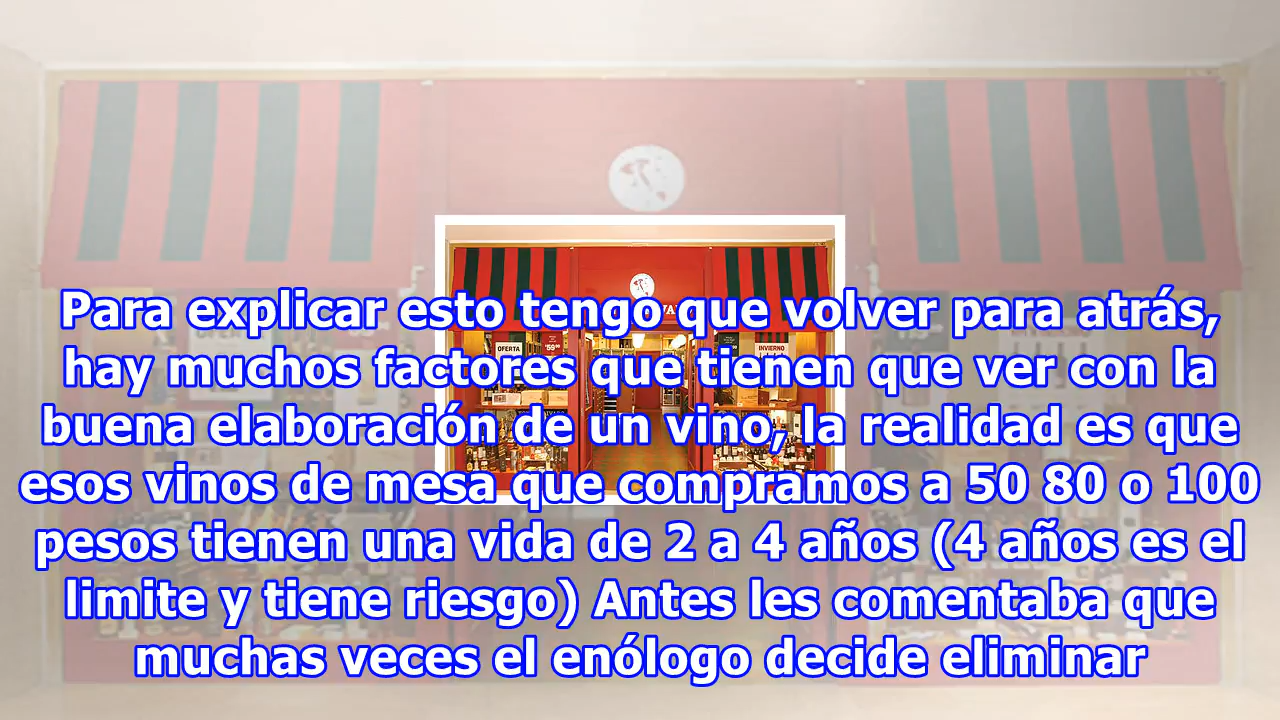 OFERTA
$59⁹⁹
INVIERNO
Para explicar esto tengo que volver para atrás,
hay muchos factores que tienen que ver con la
buena elaboración de un vino, la realidad es que
esos vinos de mesa que compramos a 50 80 o 100
pesos tienen una vida de 2 a 4 años (4 años es el
limite y tiene riesgo) Antes les comentaba que
muchas veces el enólogo decide eliminar